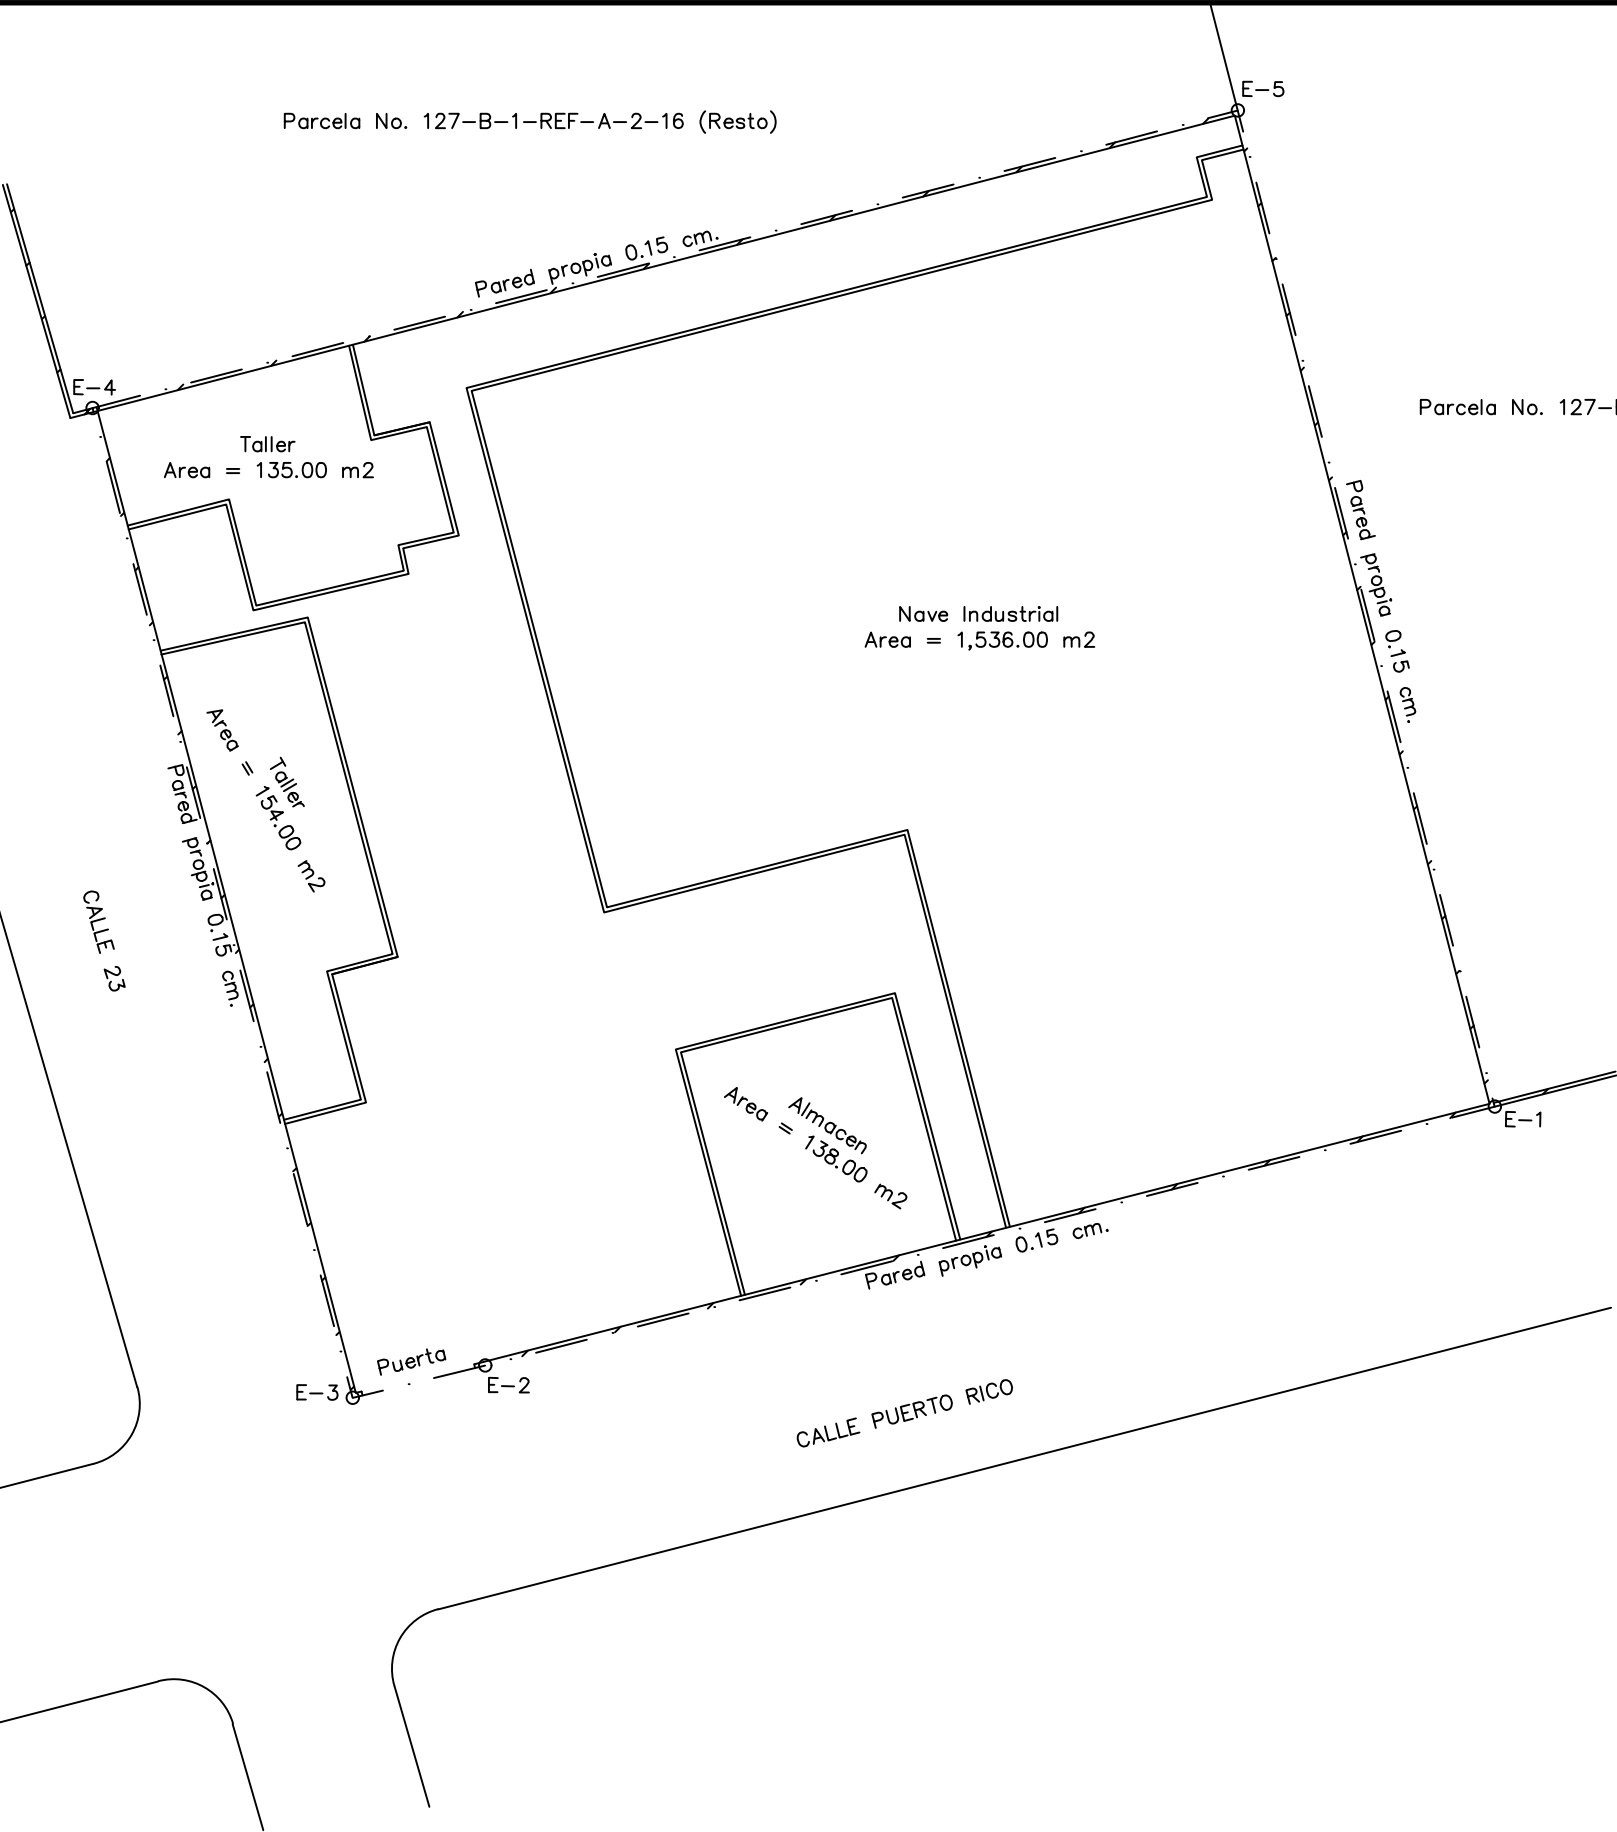 E-5
Parcela No. 127-B-1-REF-A-2-16 (Resto)
Pared propia 0.15 cm.
E-4
Parcela No. 127-
Taller
Area = 135.00 m2
Pared propia 0.15 cm.
Nave Industrial
Area = 1,536.00 m2
Taller
Area = 154.00 m2
Pared propia 0.15 cm.
CALLE 23
Almacen
Area = 138.00 m2
E-1
Pared propia 0.15 cm.
Puerta
E-2
E-3
CALLE PUERTO RICO